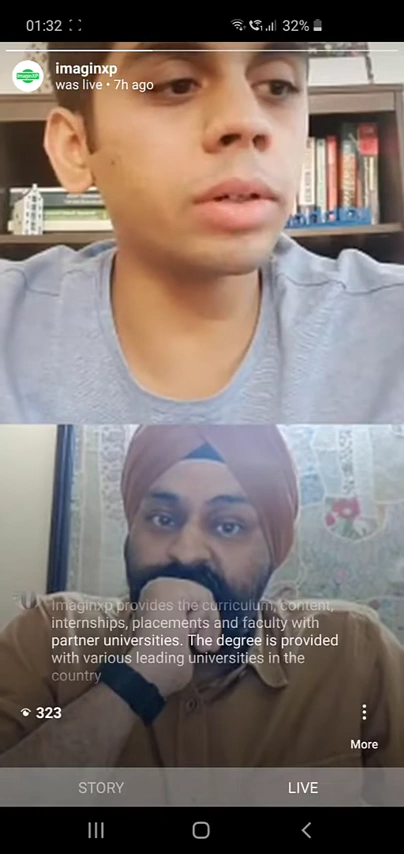 01:32
32%
imaginxp
was live • 7h ago
Imaginxp provides the curriculum, content,
internships, placements and faculty with
partner universities. The degree is provided
with various leading universities in the
country
323
More
STORY
LIVE